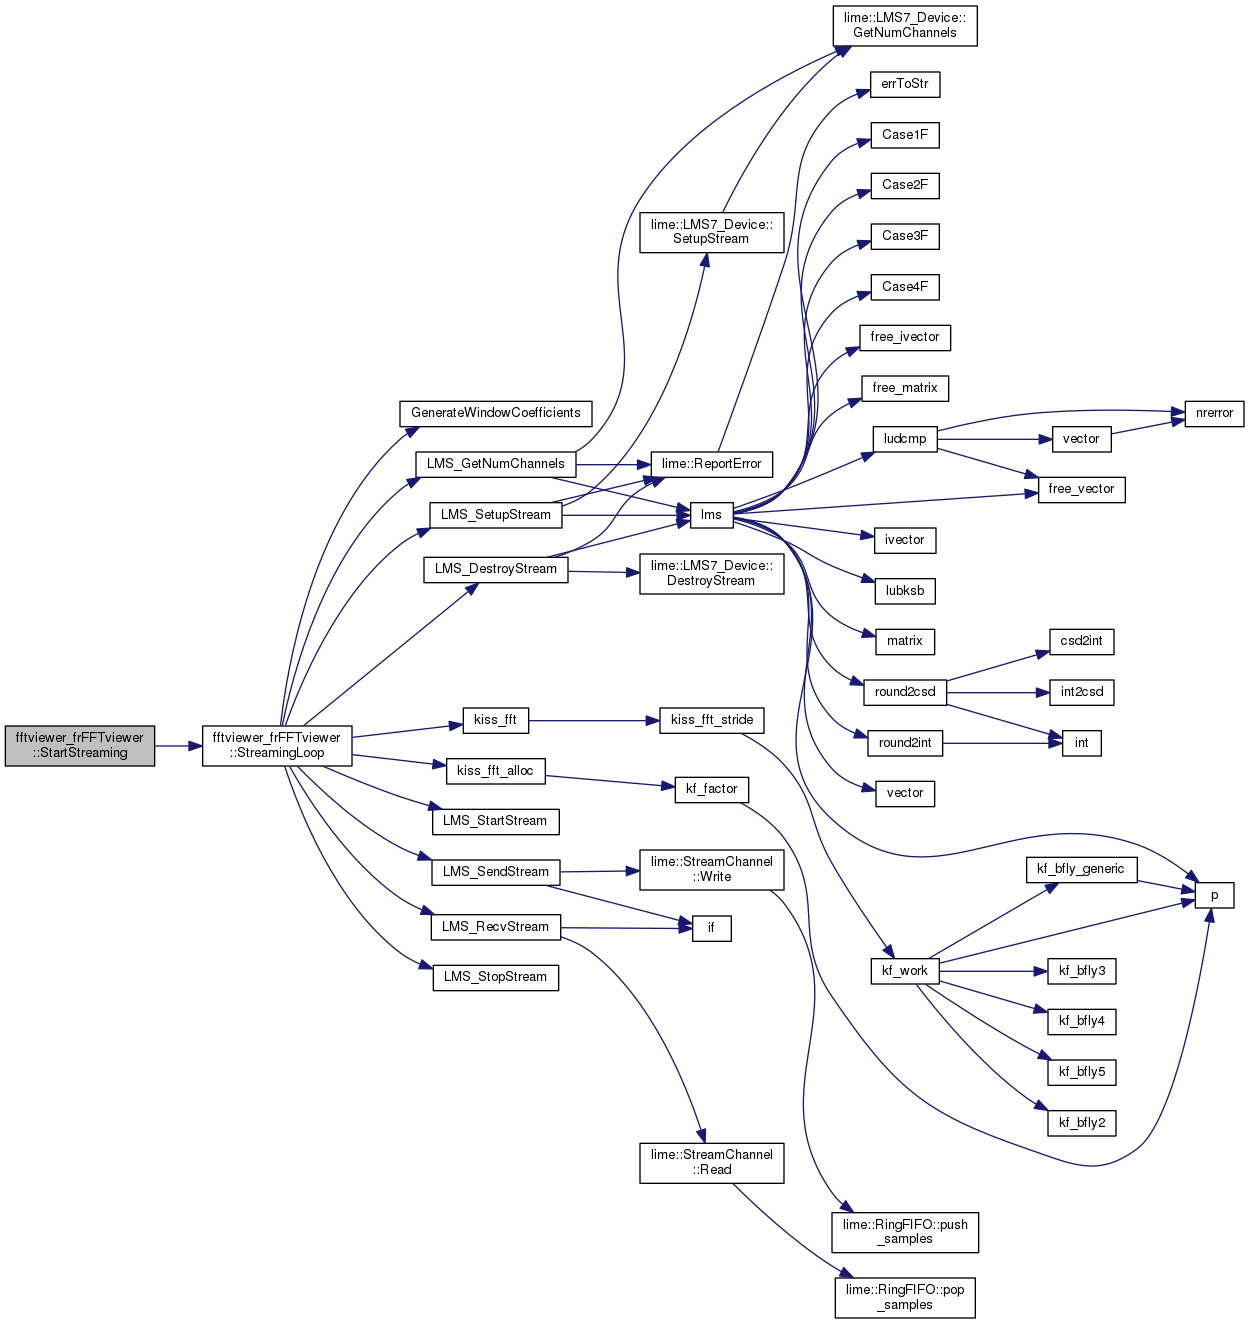 fftviewer_frFFTviewer
::StartStreaming
fftviewer_frFFTviewer
::StreamingLoop
GenerateWindowCoefficients
LMS_GetNumChannels
LMS_SetupStream
LMS_DestroyStream
kiss_fft
kiss_fft_alloc
LMS_StartStream
LMS_SendStream
LMS_RecvStream
LMS_StopStream
lime::LMS7_Device::
SetupStream
lime::ReportError
lms
lime::LMS7_Device::
DestroyStream
kiss_fft_stride
kf_factor
lime::StreamChannel
::Write
if
lime::StreamChannel
::Read
lime::LMS7_Device::
GetNumChannels
errToStr
Case1F
Case2F
Case3F
Case4F
free_ivector
free_matrix
ludcmp
ivector
lubksb
matrix
round2csd
round2int
vector
kf_work
lime::RingFIFO::push
_samples
lime::RingFIFO::pop
_samples
vector
free_vector
csd2int
int2csd
int
kf_bfly_generic
kf_bfly3
kf_bfly4
kf_bfly5
kf_bfly2
nrerror
p